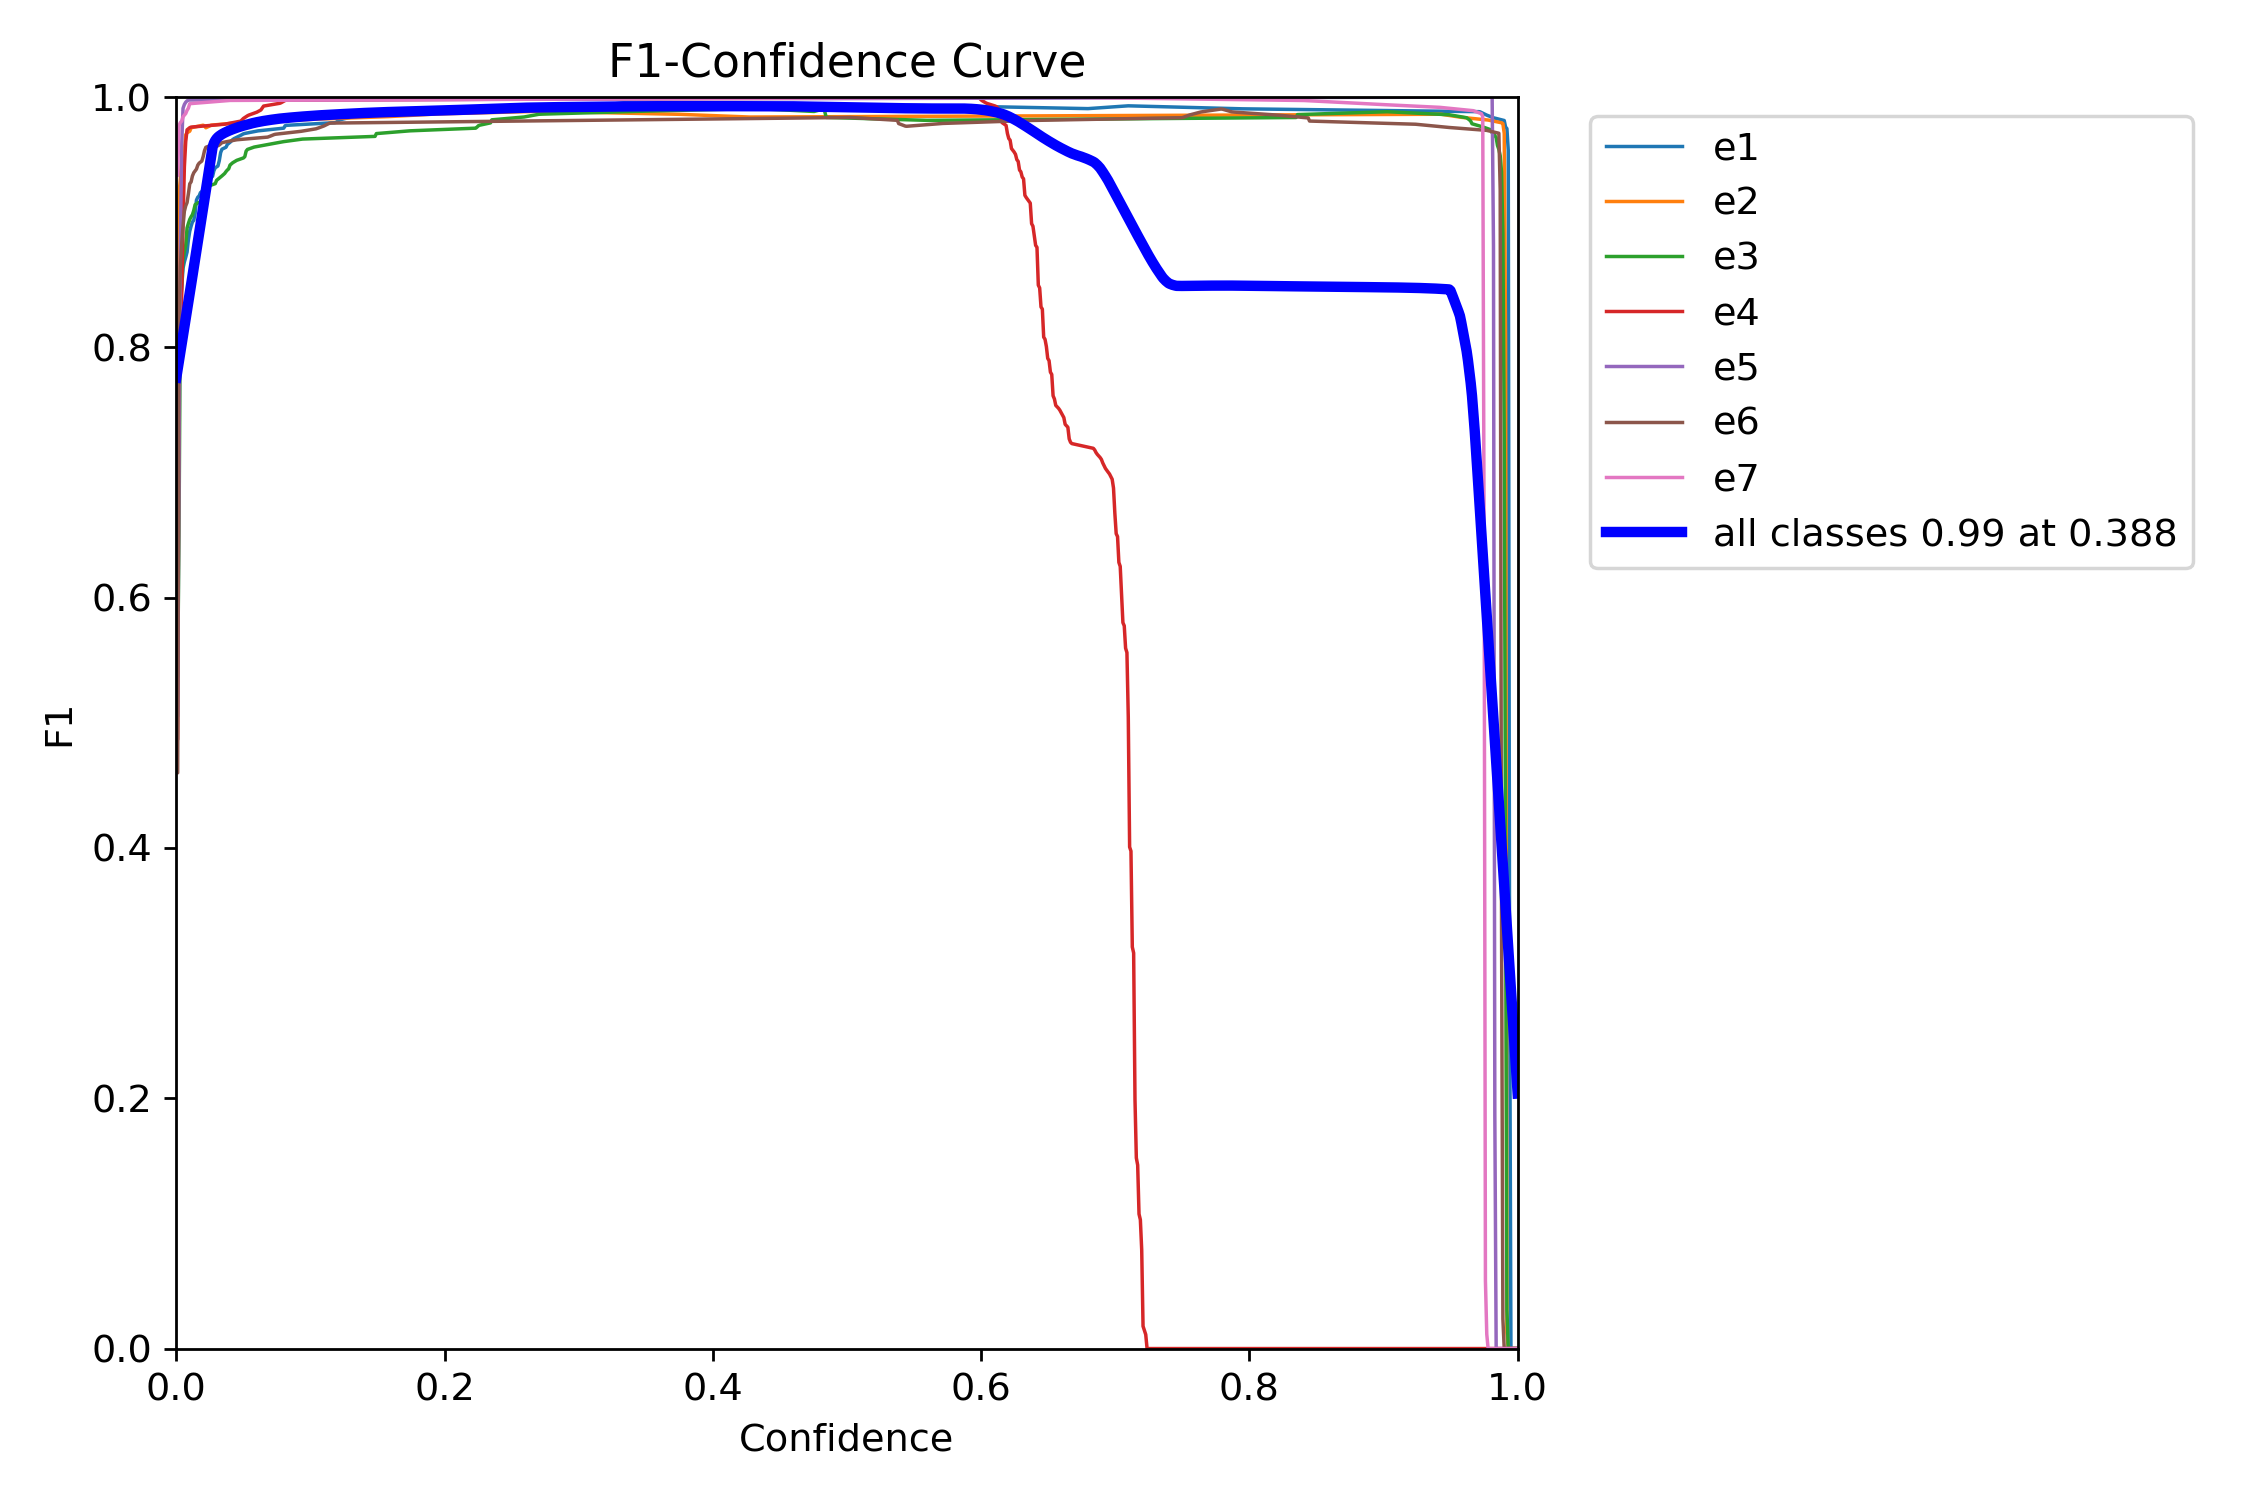 F1-Confidence Curve
1.0
0.8
0.6
0.4
0.2
0.0
F1
0.0 0.2 0.4 0.6 0.8 1.0
Confidence
e1
e2
e3
e4
e5
e6
e7
all classes 0.99 at 0.388